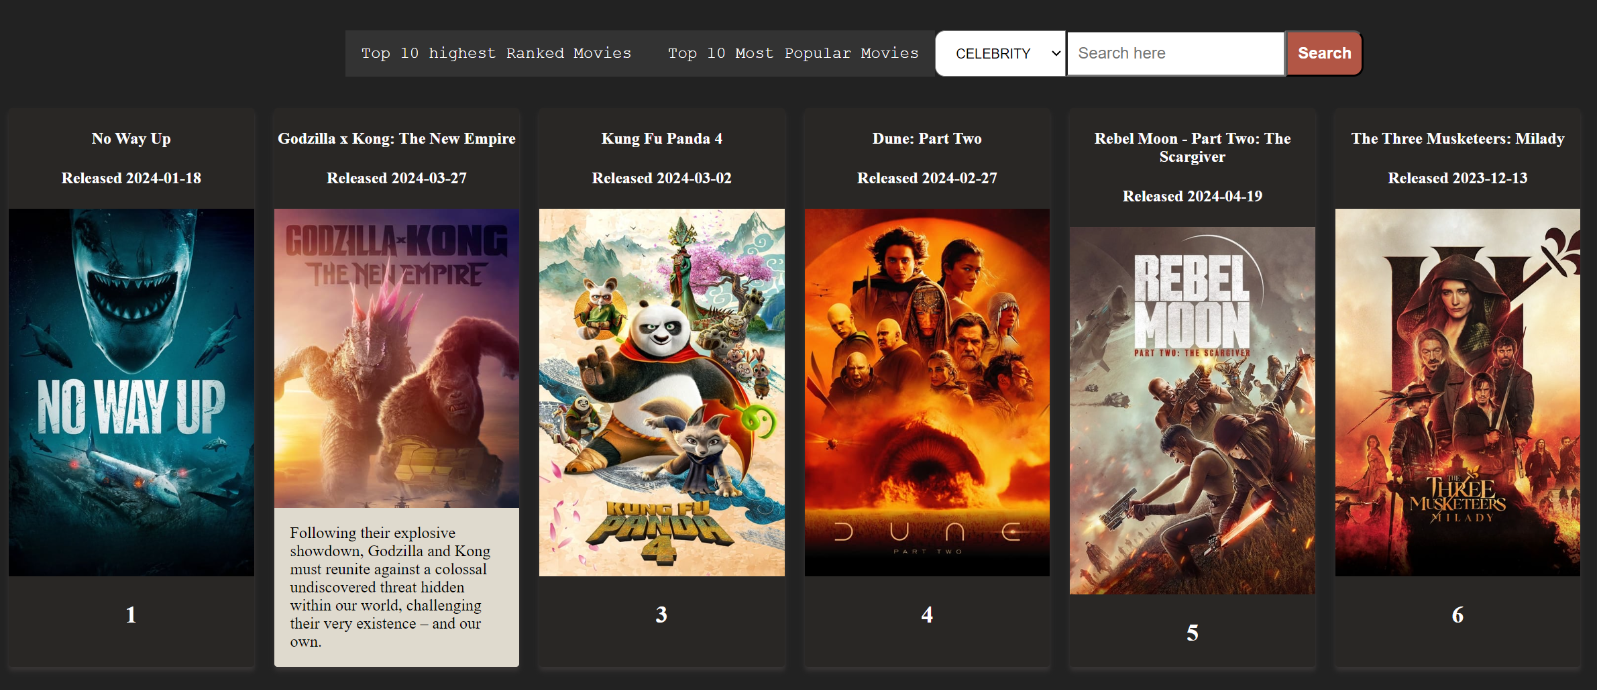 Top 10 highest Ranked Movies
Top 10 Most Popular Movies
CELEBRITY
Search here
Search
No Way Up
Released 2024-01-18
NO WAY UP
1
Godzilla x Kong: The New Empire
Released 2024-03-27
GODZILLA x KONG
THE NEW EMPIRE
Following their explosive
showdown, Godzilla and Kong
must reunite against a colossal
undiscovered threat hidden
within our world, challenging
their very existence – and our
own.
Kung Fu Panda 4
Released 2024-03-02
KUNG FU
PANDA
4
3
Dune: Part Two
Released 2024-02-27
DUNE
PART TWO
4
Rebel Moon - Part Two: The
Scargiver
Released 2024-04-19
REBEL
MOON
PART TWO: THE SCARGIVER
5
The Three Musketeers: Milady
Released 2023-12-13
THE
THREE
MUSKETEERS
MILADY
6